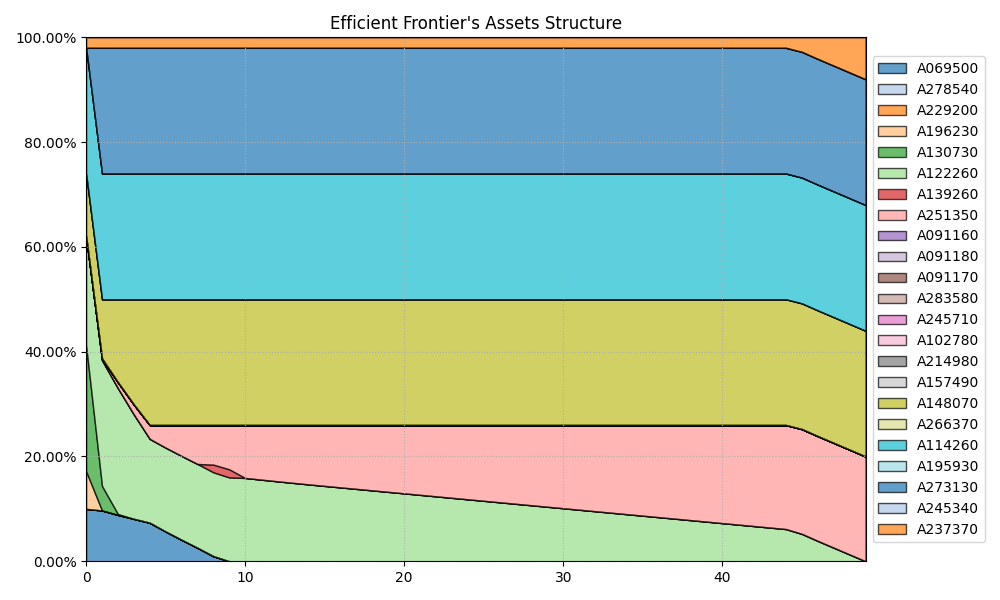 Efficient Frontier's Assets Structure
100.00%
80.00%
60.00%
40.00%
20.00%
0.00%
0
10
20
30
40
A069500
A278540
A229200
A196230
A130730
A122260
A139260
A251350
A091160
A091180
A091170
A283580
A245710
A102780
A214980
A157490
A148070
A266370
A114260
A195930
A273130
A245340
A237370